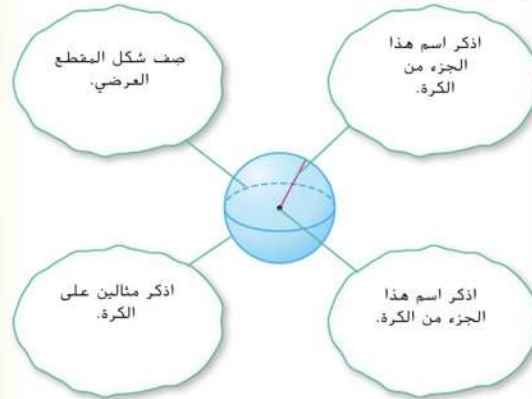 اذكر اسم هذا
الجزء من
الكرة.
صِف شكل المقطع
العرضي.
اذكر اسم هذا
الجزء من الكرة.
اذكر مثالين على
الكرة.